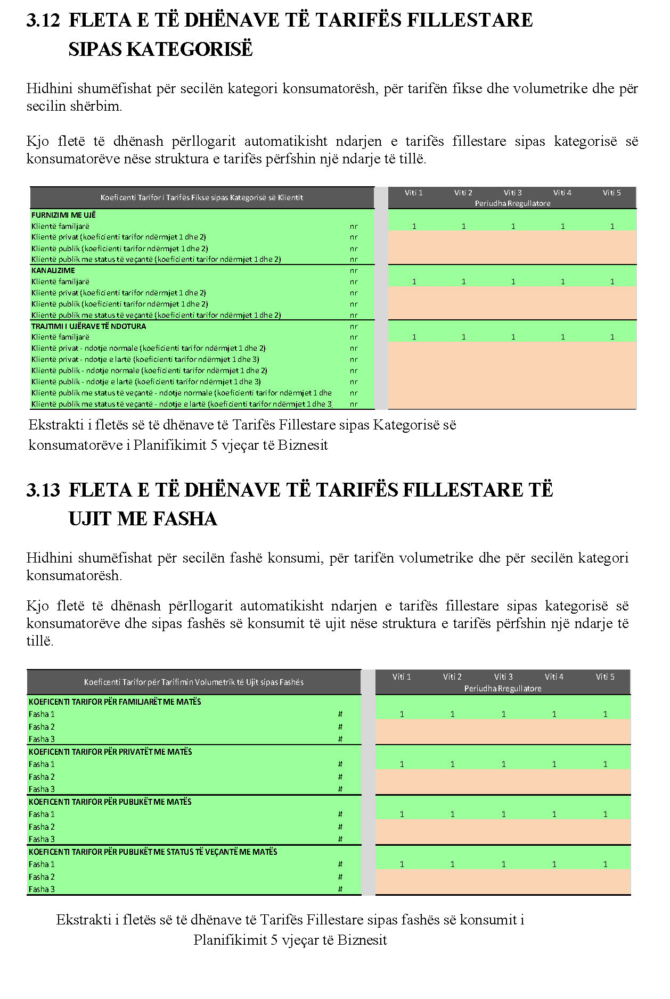 3.12 FLETA E TË DHËNAVE TË TARIFËS FILLESTARE
SIPAS KATEGORISË
Hidhini shumëfishat për secilën kategori konsumatorësh, për tarifën fikse dhe volumetrike dhe për
secilin shërbim.
Kjo fletë të dhënash përllogarit automatikisht ndarjen e tarifës fillestare sipas kategorisë së
konsumatorëve nëse struktura e tarifës përfshin një ndarje të tillë.
Koeficenti Tarifor i Tarifës Fikse sipas Kategorisë së Klientit Viti 1 Viti 2 Viti 3 Viti 4 Viti 5
Periudha Rregullatore
FURNIZIMI ME UJË
Klientë familjarë nr 1 1 1 1 1
Klientë privat (koeficienti tarifor ndërmjet 1 dhe 2) nr
Klientë publik (koeficienti tarifor ndërmjet 1 dhe 2) nr
Klientë publik me status të veçantë (koeficienti tarifor ndërmjet 1 dhe 2) nr
KANALIZIME nr
Klientë familjarë nr 1 1 1 1 1
Klientë privat (koeficienti tarifor ndërmjet 1 dhe 2) nr
Klientë publik (koeficienti tarifor ndërmjet 1 dhe 2) nr
Klientë publik me status të veçantë (koeficienti tarifor ndërmjet 1 dhe 2) nr
TRAJTIMI I UJËRAVE TË NDOTURA nr
Klientë familjarë nr 1 1 1 1 1
Klientë privat - ndotje normale (koeficienti tarifor ndërmjet 1 dhe 2) nr
Klientë privat - ndotje e lartë (koeficienti tarifor ndërmjet 1 dhe 3) nr
Klientë publik - ndotje normale (koeficienti tarifor ndërmjet 1 dhe 2) nr
Klientë publik - ndotje e lartë (koeficienti tarifor ndërmjet 1 dhe 3) nr
Klientë publik me status të veçantë - ndotje normale (koeficienti tarifor ndërmjet 1 dhe nr
Klientë publik me status të veçantë - ndotje e lartë (koeficienti tarifor ndërmjet 1 dhe 3) nr
Ekstrakti i fletës së të dhënave të Tarifës Fillestare sipas Kategorisë së
konsumatorëve i Planifikimit 5 vjeçar të Biznesit
3.13 FLETA E TË DHËNAVE TË TARIFËS FILLESTARE TË
UJIT ME FASHA
Hidhini shumëfishat për secilën fashë konsumi, për tarifën volumetrike dhe për secilën kategori
konsumatorësh.
Kjo fletë të dhënash përllogarit automatikisht ndarjen e tarifës fillestare sipas kategorisë së
konsumatorëve dhe sipas fashës së konsumit të ujit nëse struktura e tarifës përfshin një ndarje të
tillë.
Koeficenti Tarifor për Tarifimin Volumetrik të Ujit sipas Fashës Viti 1 Viti 2 Viti 3 Viti 4 Viti 5
Periudha Rregullatore
KOEFICENTI TARIFOR PËR FAMILJARËT ME MATËS
Fasha 1 # 1 1 1 1 1
Fasha 2 #
Fasha 3 #
KOEFICENTI TARIFOR PËR PRIVATËT ME MATËS
Fasha 1 # 1 1 1 1 1
Fasha 2 #
Fasha 3 #
KOEFICENTI TARIFOR PËR PUBLIKËT ME MATËS
Fasha 1 # 1 1 1 1 1
Fasha 2 #
Fasha 3 #
KOEFICENTI TARIFOR PËR PUBLIKËT ME STATUS TË VEÇANTË ME MATËS
Fasha 1 # 1 1 1 1 1
Fasha 2 #
Fasha 3 #
Ekstrakti i fletës së të dhënave të Tarifës Fillestare sipas fashës së konsumit i
Planifikimit 5 vjeçar të Biznesit